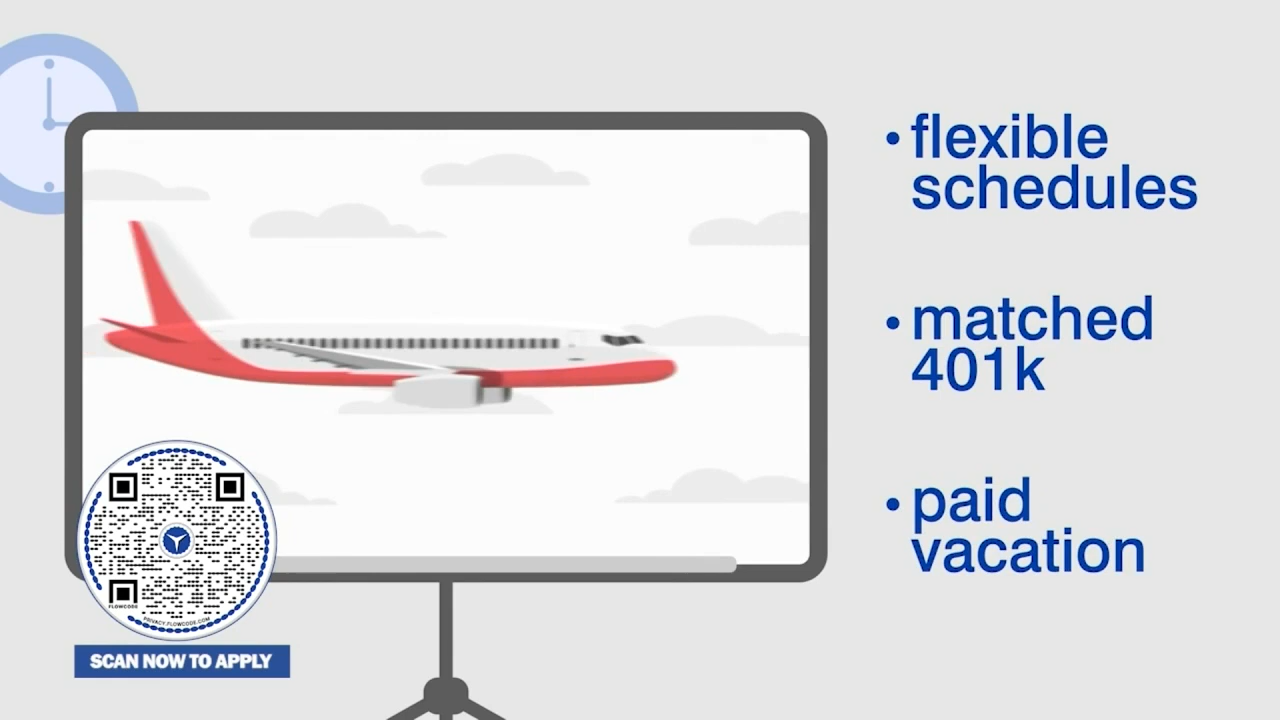 • flexible
schedules
• matched
401k
• paid
vacation
FLOWCODE
PRIVACY.FLOWCODE.COM
SCAN NOW TO APPLY